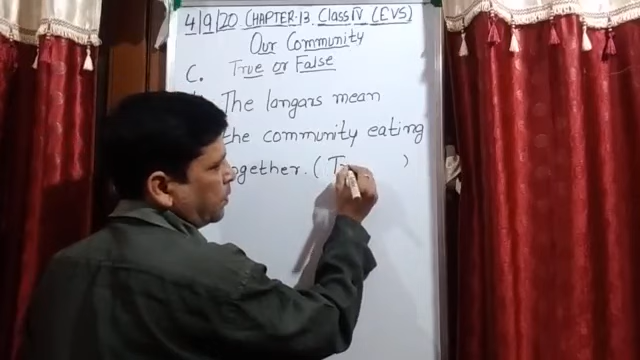 4/9/20 CHAPTER-13. Class IV (EVS)
Our Community
C. True or False
The langars mean
the community eating
together. ( Tr )